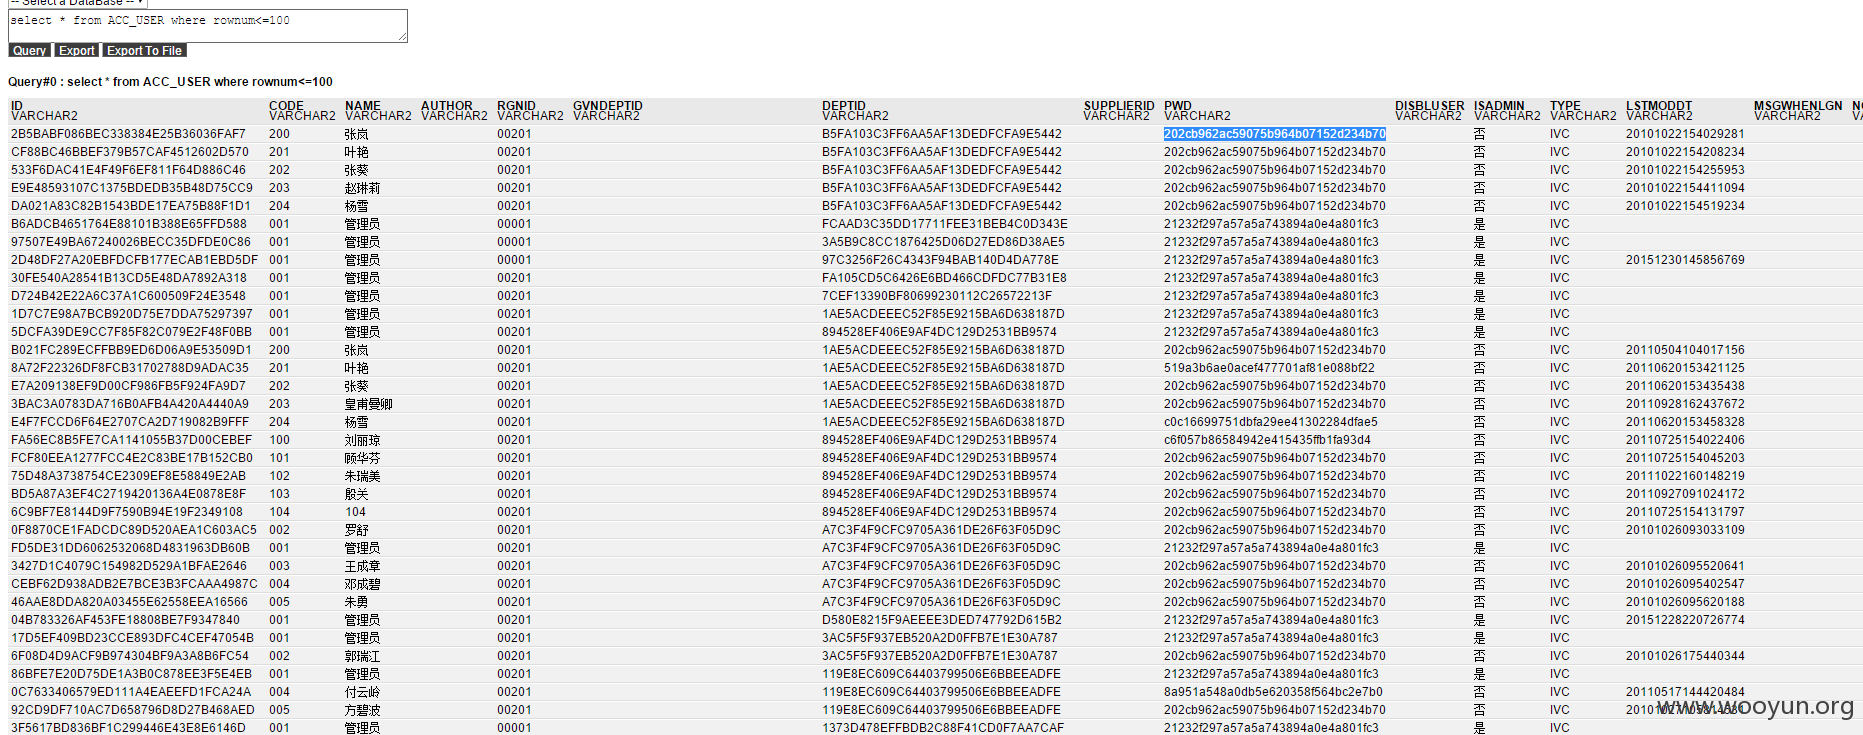 -- Select a DataBase --
select * from ACC_USER where rownum<=100
Query Export Export To File
Query#0 : select * from ACC_USER where rownum<=100
ID CODE NAME AUTHOR RGNID GVNDEPTID DEPTID SUPPLIERID PWD DISBLUSER ISADMIN TYPE LSTMODDT MSGWHENLGN
VARCHAR2 VARCHAR2 VARCHAR2 VARCHAR2 VARCHAR2 VARCHAR2 VARCHAR2 VARCHAR2 VARCHAR2 VARCHAR2 VARCHAR2 VARCHAR2 VARCHAR2 VARCHAR2
2B5BABF086BEC338384E25B36036FAF7 200 张岚 00201 B5FA103C3FF6AA5AF13DEDFCFA9E5442 202cb962ac59075b964b07152d234b70 否 IVC 20101022154029281
CF88BC46BBEF379B57CAF4512602D570 201 叶艳 00201 B5FA103C3FF6AA5AF13DEDFCFA9E5442 202cb962ac59075b964b07152d234b70 否 IVC 20101022154208234
533F6DAC41E4F49F6EF811F64D886C46 202 张葵 00201 B5FA103C3FF6AA5AF13DEDFCFA9E5442 202cb962ac59075b964b07152d234b70 否 IVC 20101022154255953
E9E48593107C1375BDEDB35B48D75CC9 203 赵琳莉 00201 B5FA103C3FF6AA5AF13DEDFCFA9E5442 202cb962ac59075b964b07152d234b70 否 IVC 20101022154411094
DA021A83C82B1543BDE17EA75B88F1D1 204 杨雪 00201 B5FA103C3FF6AA5AF13DEDFCFA9E5442 202cb962ac59075b964b07152d234b70 否 IVC 20101022154519234
B6ADCB4651764E88101B388E65FFD588 001 管理员 00001 FCAAD3C35DD17711FEE31BEB4C0D343E 21232f297a57a5a743894a0e4a801fc3 是 IVC
97507E49BA67240026BECC35DFDE0C86 001 管理员 00001 3A5B9C8CC1876425D06D27ED86D38AE5 21232f297a57a5a743894a0e4a801fc3 是 IVC
2D48DF27A20EBFDCFB177ECAB1EBD5DF 001 管理员 00001 97C3256F26C4343F94BAB140D4DA778E 21232f297a57a5a743894a0e4a801fc3 是 IVC 20151230145856769
30FE540A28541B13CD5E48DA7892A318 001 管理员 00201 FA105CD5C6426E6BD466CDFDC77B31E8 21232f297a57a5a743894a0e4a801fc3 是 IVC
D724B42E22A6C37A1C600509F24E3548 001 管理员 00201 7CEF13390BF80699230112C26572213F 21232f297a57a5a743894a0e4a801fc3 是 IVC
1D7C7E98A7BCB920D75E7DDA75297397 001 管理员 00201 1AE5ACDEEEC52F85E9215BA6D638187D 21232f297a57a5a743894a0e4a801fc3 是 IVC
5DCFA39DE9CC7F85F82C079E2F48F0BB 001 管理员 00201 894528EF406E9AF4DC129D2531BB9574 21232f297a57a5a743894a0e4a801fc3 是 IVC
B021FC289ECFFBB9ED6D06A9E53509D1 200 张岚 00201 1AE5ACDEEEC52F85E9215BA6D638187D 202cb962ac59075b964b07152d234b70 否 IVC 20110504104017156
8A72F22326DF8FCB31702788D9ADAC35 201 叶艳 00201 1AE5ACDEEEC52F85E9215BA6D638187D 519a3b6ae0acef477701af81e088bf22 否 IVC 20110620153421125
E7A209138EF9D00CF986FB5F924FA9D7 202 张葵 00201 1AE5ACDEEEC52F85E9215BA6D638187D 202cb962ac59075b964b07152d234b70 否 IVC 20110620153435438
3BAC3A0783DA716B0AFB4A420A4440A9 203 皇甫曼卿 00201 1AE5ACDEEEC52F85E9215BA6D638187D 202cb962ac59075b964b07152d234b70 否 IVC 20110928162437672
E4F7FCCD6F64E2707CA2D719082B9FFF 204 杨雪 00201 1AE5ACDEEEC52F85E9215BA6D638187D c0c16699751dbfa29ee41302284dfae5 否 IVC 20110620153458328
FA56EC8B5FE7CA1141055B37D00CEBEF 100 刘丽琼 00201 894528EF406E9AF4DC129D2531BB9574 c6f057b86584942e415435ffb1fa93d4 否 IVC 20110725154022406
FCF80EEA1277FCC4E2C83BE17B152CB0 101 顾华芬 00201 894528EF406E9AF4DC129D2531BB9574 202cb962ac59075b964b07152d234b70 否 IVC 20110725154045203
75D48A3738754CE2309EF8E58849E2AB 102 朱瑞美 00201 894528EF406E9AF4DC129D2531BB9574 202cb962ac59075b964b07152d234b70 否 IVC 20111022160148219
BD5A87A3EF4C2719420136A4E0878E8F 103 殷关 00201 894528EF406E9AF4DC129D2531BB9574 202cb962ac59075b964b07152d234b70 否 IVC 20110927091024172
6C9BF7E8144D9F7590B94E19F2349108 104 104 00201 894528EF406E9AF4DC129D2531BB9574 202cb962ac59075b964b07152d234b70 否 IVC 20110725154131797
0F8870CE1FADCDC89D520AEA1C603AC5 002 罗舒 00201 A7C3F4F9CFC9705A361DE26F63F05D9C 202cb962ac59075b964b07152d234b70 否 IVC 20101026093033109
FD5DE31DD6062532068D4831963DB60B 001 管理员 00201 A7C3F4F9CFC9705A361DE26F63F05D9C 21232f297a57a5a743894a0e4a801fc3 是 IVC
3427D1C4079C154982D529A1BFAE2646 003 王成章 00201 A7C3F4F9CFC9705A361DE26F63F05D9C 202cb962ac59075b964b07152d234b70 否 IVC 20101026095520641
CEBF62D938ADB2E7BCE3B3FCAAA4987C 004 邓成碧 00201 A7C3F4F9CFC9705A361DE26F63F05D9C 202cb962ac59075b964b07152d234b70 否 IVC 20101026095402547
46AAE8DDA820A03455E62558EEA16566 005 朱勇 00201 A7C3F4F9CFC9705A361DE26F63F05D9C 202cb962ac59075b964b07152d234b70 否 IVC 20101026095620188
04B783326AF453FE18808BE7F9347840 001 管理员 00201 D580E8215F9AEEEE3DED747792D615B2 21232f297a57a5a743894a0e4a801fc3 是 IVC 20151228220726774
17D5EF409BD23CCE893DFC4CEF47054B 001 管理员 00201 3AC5F5F937EB520A2D0FFB7E1E30A787 21232f297a57a5a743894a0e4a801fc3 是 IVC
6F08D4D9ACF9B974304BF9A3A8B6FC54 002 郭瑞江 00201 3AC5F5F937EB520A2D0FFB7E1E30A787 202cb962ac59075b964b07152d234b70 否 IVC 20101026175440344
86BFE7E20D75DE1A3B0C878EE3F5E4EB 001 管理员 00201 119E8EC609C64403799506E6BBEEADFE 21232f297a57a5a743894a0e4a801fc3 是 IVC
0C7633406579ED111A4EAEEFD1FCA24A 004 付云岭 00201 119E8EC609C64403799506E6BBEEADFE 8a951a548a0db5e620358f564bc2e7b0 否 IVC 20110517144420484
92CD9DF710AC7D658796D8D27B468AED 005 方碧波 00201 119E8EC609C64403799506E6BBEEADFE 202cb962ac59075b964b07152d234b70 否 IVC
3F5617BD836BF1C299446E43E8E6146D 001 管理员 00001 1373D478EFFBDB2C88F41CD0F7AA7CAF 21232f297a57a5a743894a0e4a801fc3 是 IVC
www.wooyun.org